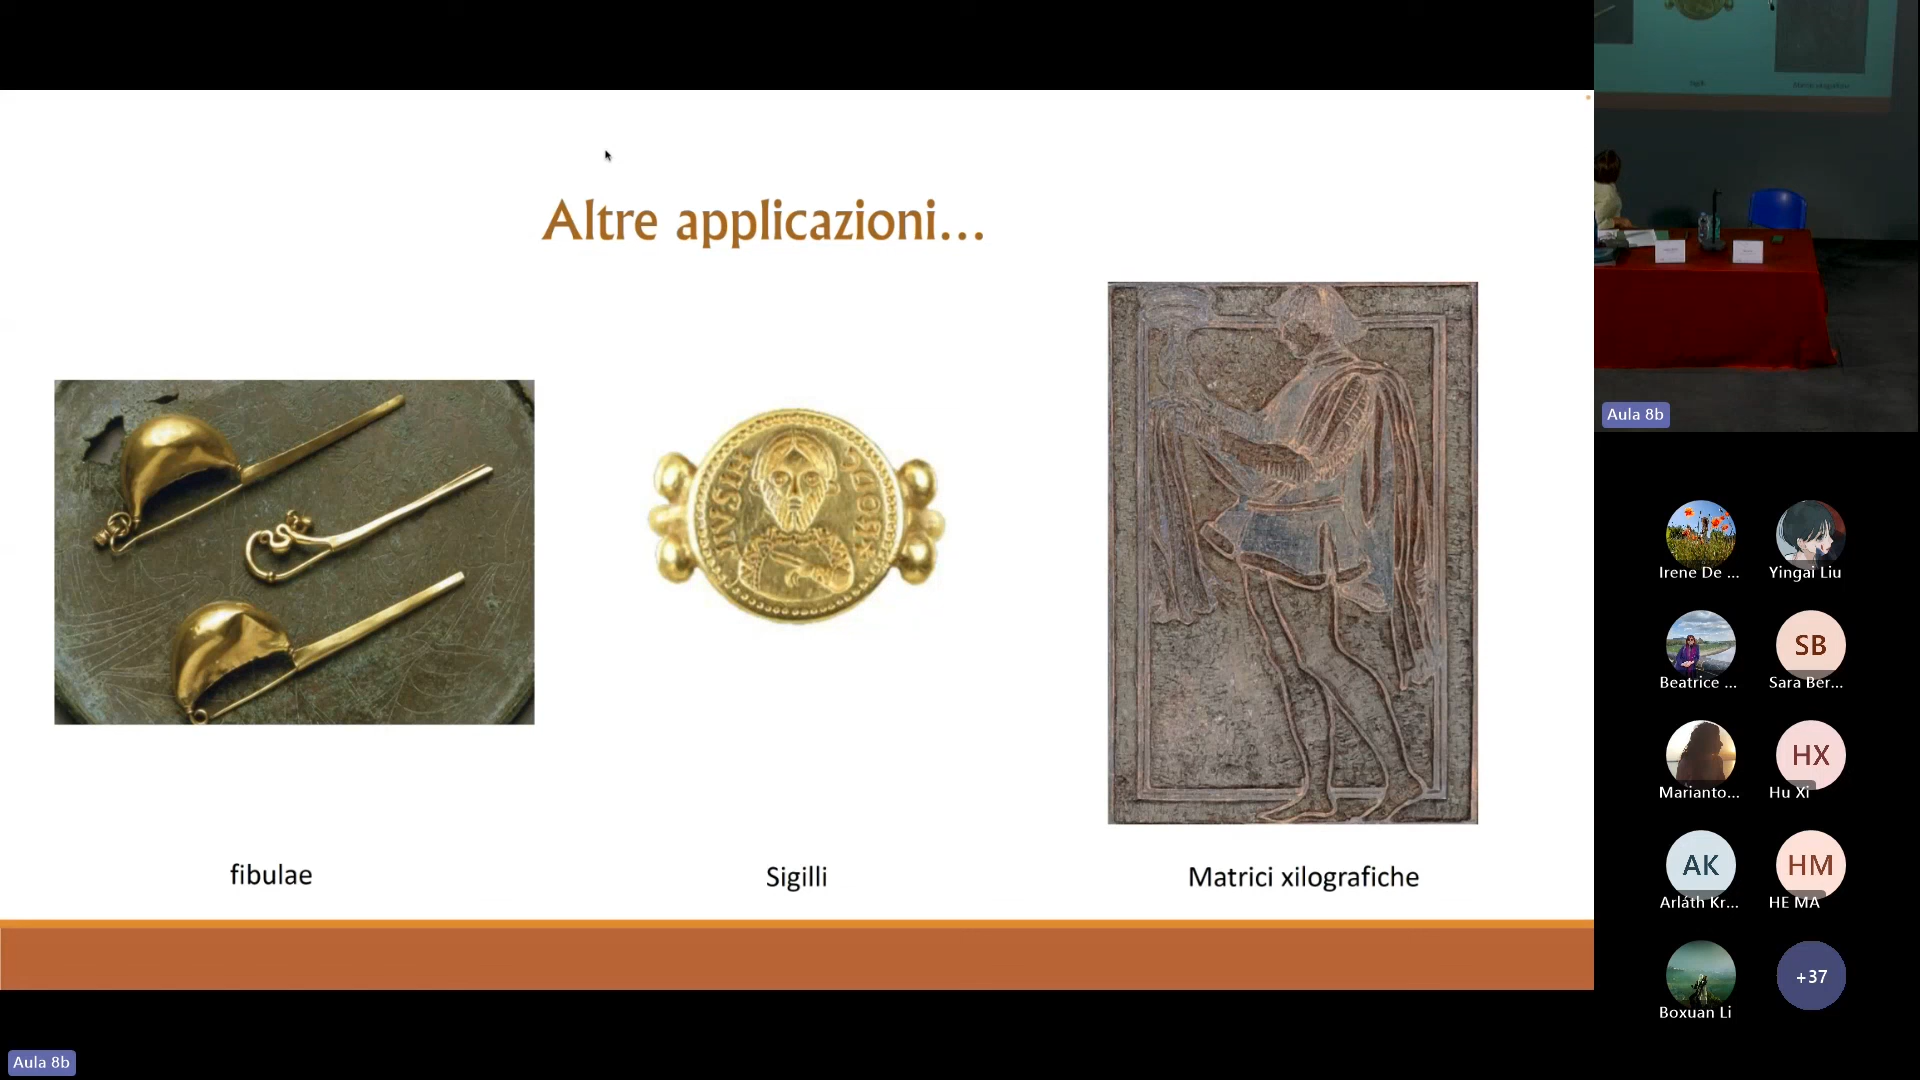 Altre applicazioni...
fibulae
Sigilli
Matrici xilografiche
Aula 8b
Aula 8b
Irene De ...
Yingai Liu
Beatrice ...
SB
Sara Ber...
Marianto...
HX
Hu Xi
AK
Arláth Kr...
HM
HE MA
Boxuan Li
+37